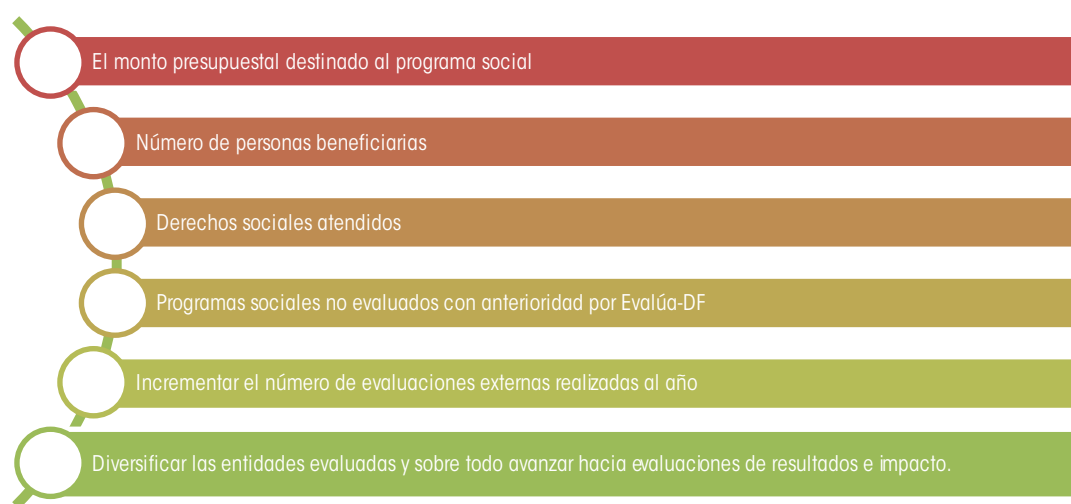 El monto presupuestal destinado al programa social
Número de personas beneficiarias
Derechos sociales atendidos
Programas sociales no evaluados con anterioridad por Evalúa-DF
Incrementar el número de evaluaciones externas realizadas al año
Diversificar las entidades evaluadas y sobre todo avanzar hacia evaluaciones de resultados e impacto.